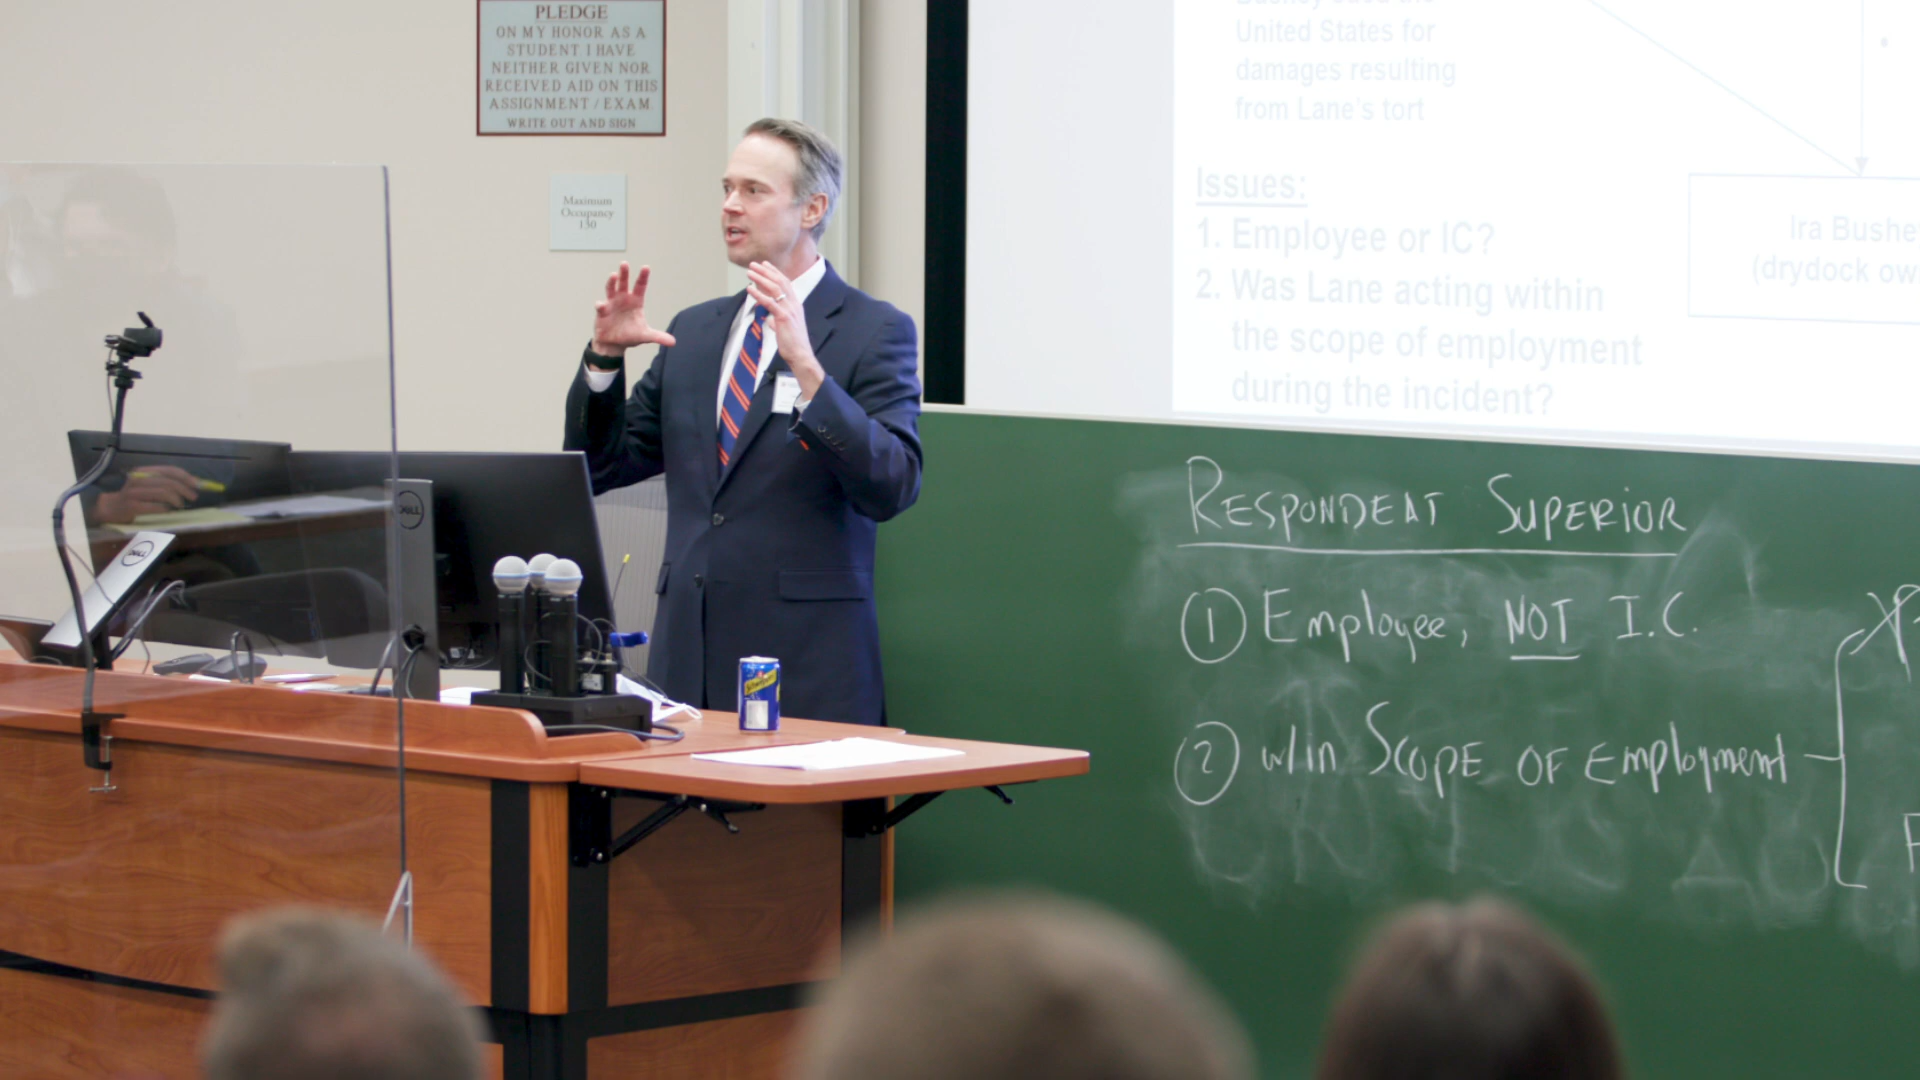 PLEDGE
ON MY HONOR AS A
STUDENT I HAVE
NEITHER GIVEN NOR
RECEIVED AID ON THIS
ASSIGNMENT / EXAM
WRITE OUT AND SIGN
Maximum
Occupancy
130
United States for
damages resulting
from Lane's tort
Issues:
1. Employee or IC?
2. Was Lane acting within
the scope of employment
during the incident?
Ira Bushe
(drydock ow
RESPONDEAT SUPERIOR
① Employee, NOT I.C.
② w/in SCOPE OF Employment
DELL
DELL